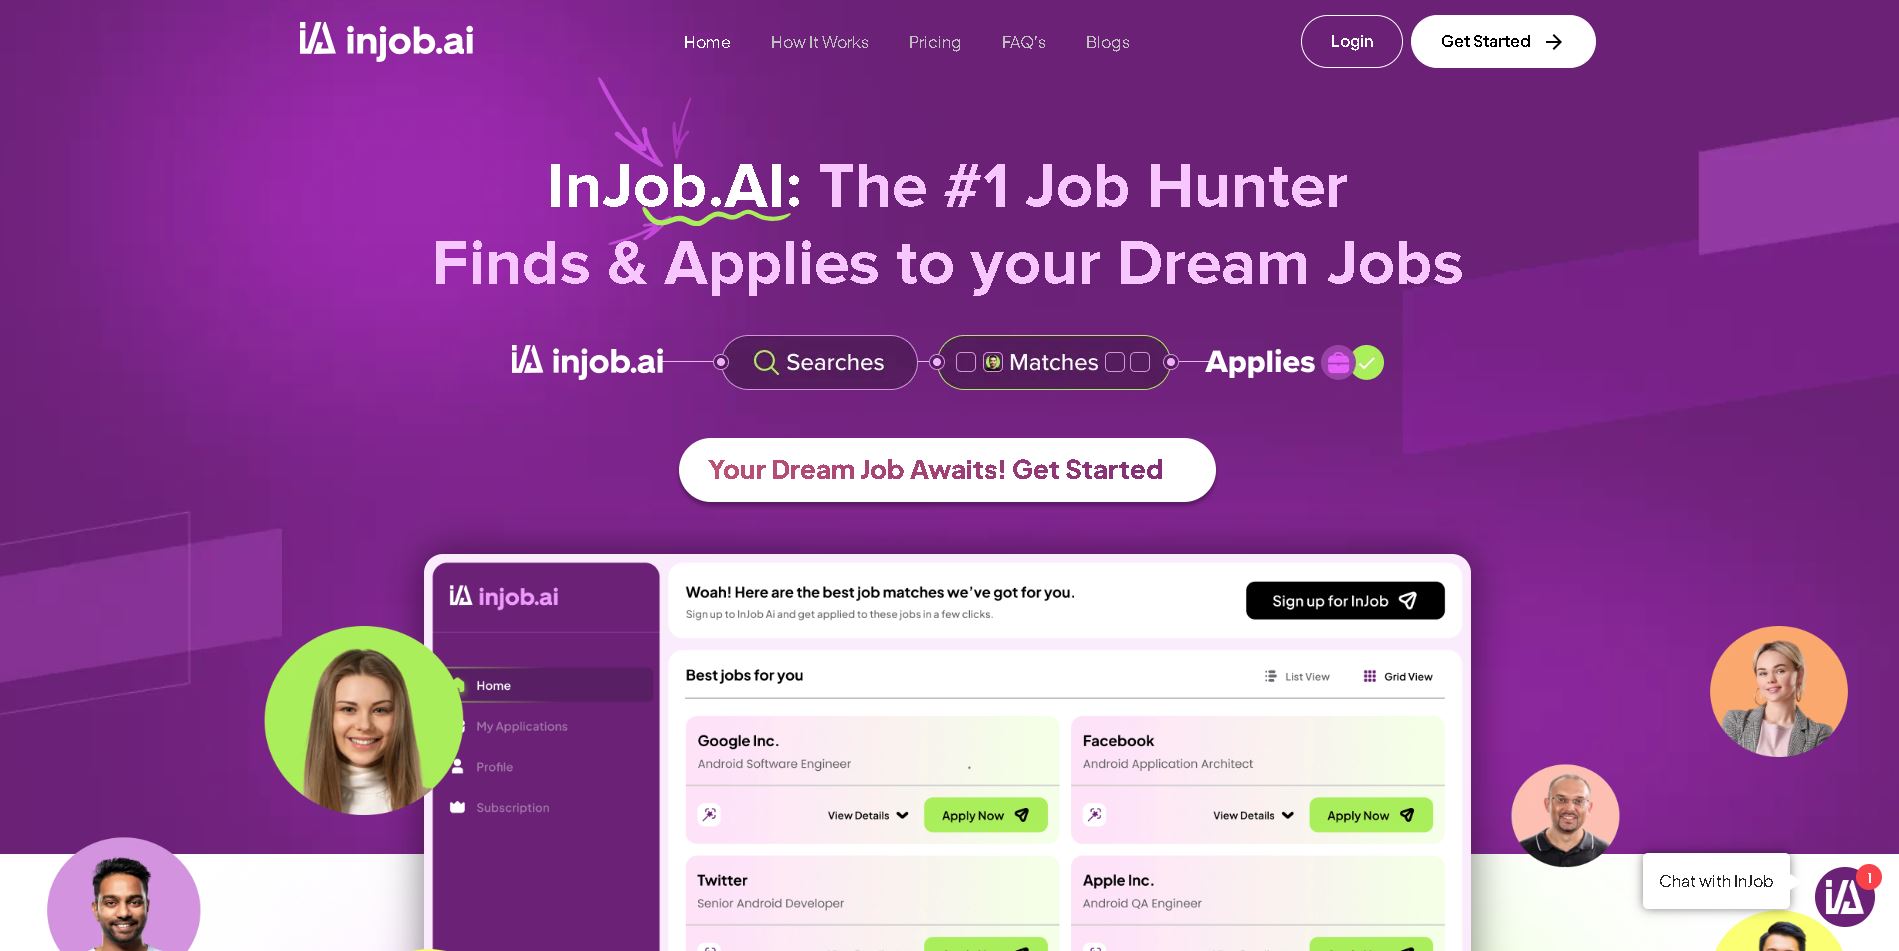 injob.ai
Home How It Works Pricing FAQ's Blogs
Login
Get Started
InJob.AI: The #1 Job Hunter
Finds & Applies to your Dream Jobs
injob.ai Searches Matches Applies
Your Dream Job Awaits! Get Started
injob.ai
Woah! Here are the best job matches we've got for you.
Sign up to InJob Ai and get applied to these jobs in a few clicks.
Sign up for InJob
Home
My Applications
Profile
Subscription
Best jobs for you
List View
Grid View
Google Inc.
Android Software Engineer
View Details
Apply Now
Facebook
Android Application Architect
View Details
Apply Now
Twitter
Senior Android Developer
Apple Inc.
Android QA Engineer
Chat with InJob
1